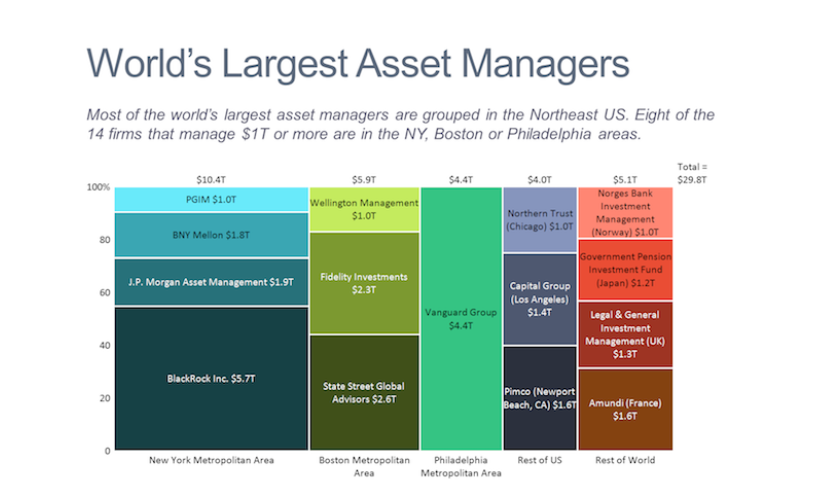 World's Largest Asset Managers
Most of the world's largest asset managers are grouped in the Northeast US. Eight of the
14 firms that manage $1T or more are in the NY, Boston or Philadelphia areas.
Total =
$29.8T
$10.4T
$5.9T
$4.4T
$4.0T
$5.1T
100%
80
60
40
20
0
PGIM $1.0T
BNY Mellon $1.8T
J.P. Morgan Asset Management $1.9T
BlackRock Inc. $5.7T
Wellington Management
$1.0T
Fidelity Investments
$2.3T
State Street Global
Advisors $2.6T
Vanguard Group
$4.4T
Northern Trust
(Chicago) $1.0T
Capital Group
(Los Angeles)
$1.4T
Pimco (Newport
Beach, CA) $1.6T
Norges Bank
Investment
Management
(Norway) $1.0T
Government Pension
Investment Fund
(Japan) $1.2T
Legal & General
Investment
Management (UK)
$1.3T
Amundi (France)
$1.6T
New York Metropolitan Area
Boston Metropolitan
Area
Philadelphia
Metropolitan Area
Rest of US
Rest of World